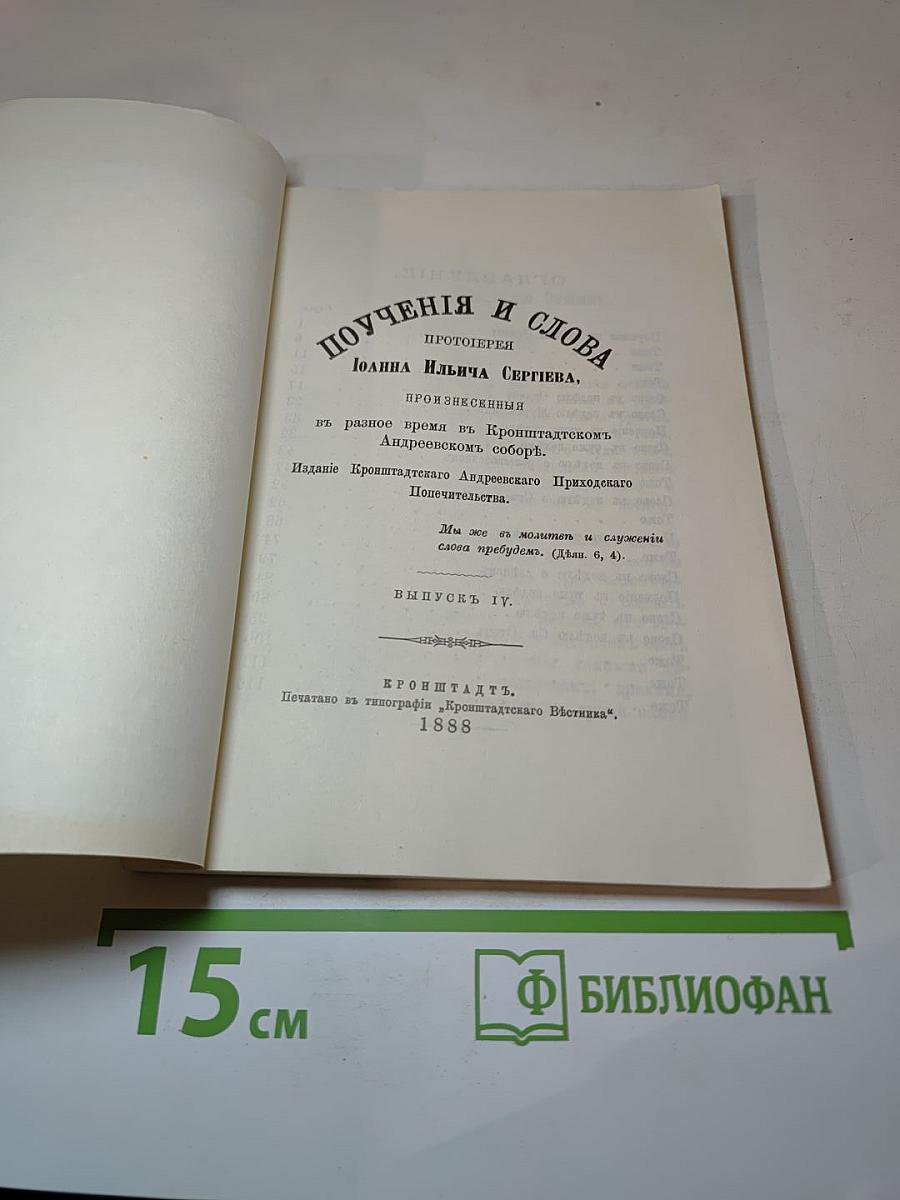 ПОУЧЕНІЯ И СЛОВА
ПРОТОІЕРЕЯ
Іоанна Ильича Сергіева,
ПРОИЗНЕСЕННЫЯ
въ разное время въ Кронштадтскомъ
Андреевскомъ соборѣ.
Изданіе Кронштадтскаго Андреевскаго Приходскаго
Попечительства.
Мы же въ молитвѣ и служеніи
слова пребудемъ. (Дѣян. 6, 4).
ВЫПУСКЪ IV.
КРОНШТАДТЪ.
Печатано въ типографіи „Кронштадтскаго Вѣстника“.
1888
15 см
Ф БИБЛИОФАН